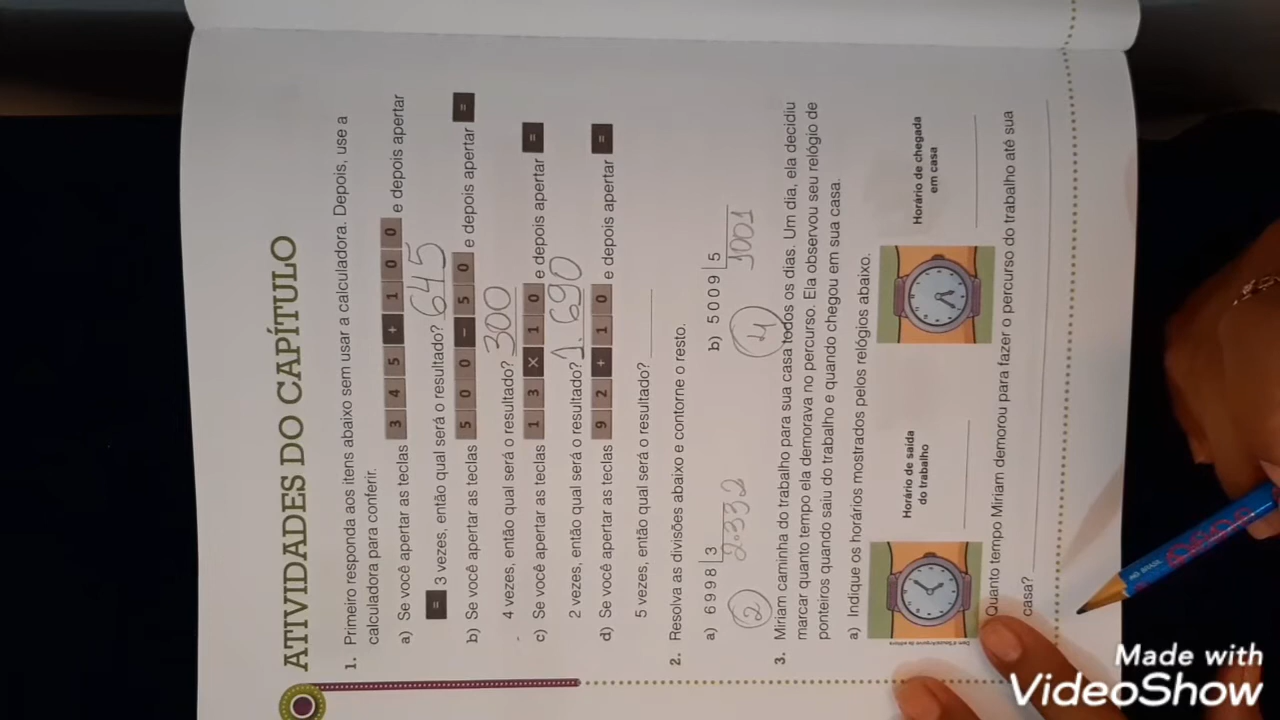 ATIVIDADES DO CAPÍTULO
1. Primeiro responda aos itens abaixo sem usar a calculadora. Depois, use a
calculadora para conferir.
a) Se você apertar as teclas 3 4 5 + 1 0 0 e depois apertar
= 3 vezes, então qual será o resultado? 645
b) Se você apertar as teclas 5 0 0 - 5 0 e depois apertar =
4 vezes, então qual será o resultado? 300
c) Se você apertar as teclas 1 3 × 1 0 e depois apertar =
2 vezes, então qual será o resultado? 1.690
d) Se você apertar as teclas 9 2 + 1 0 e depois apertar =
5 vezes, então qual será o resultado?
2. Resolva as divisões abaixo e contorne o resto.
a) 6998 3 b) 5009 5
2 2.332 4 1001
3. Miriam caminha do trabalho para sua casa todos os dias. Um dia, ela decidiu
marcar quanto tempo ela demorava no percurso. Ela observou seu relógio de
ponteiros quando saiu do trabalho e quando chegou em sua casa.
a) Indique os horários mostrados pelos relógios abaixo.
Horário de saída
do trabalho
Horário de chegada
em casa
Quanto tempo Miriam demorou para fazer o percurso do trabalho até sua
casa?
Made with
VideoShow